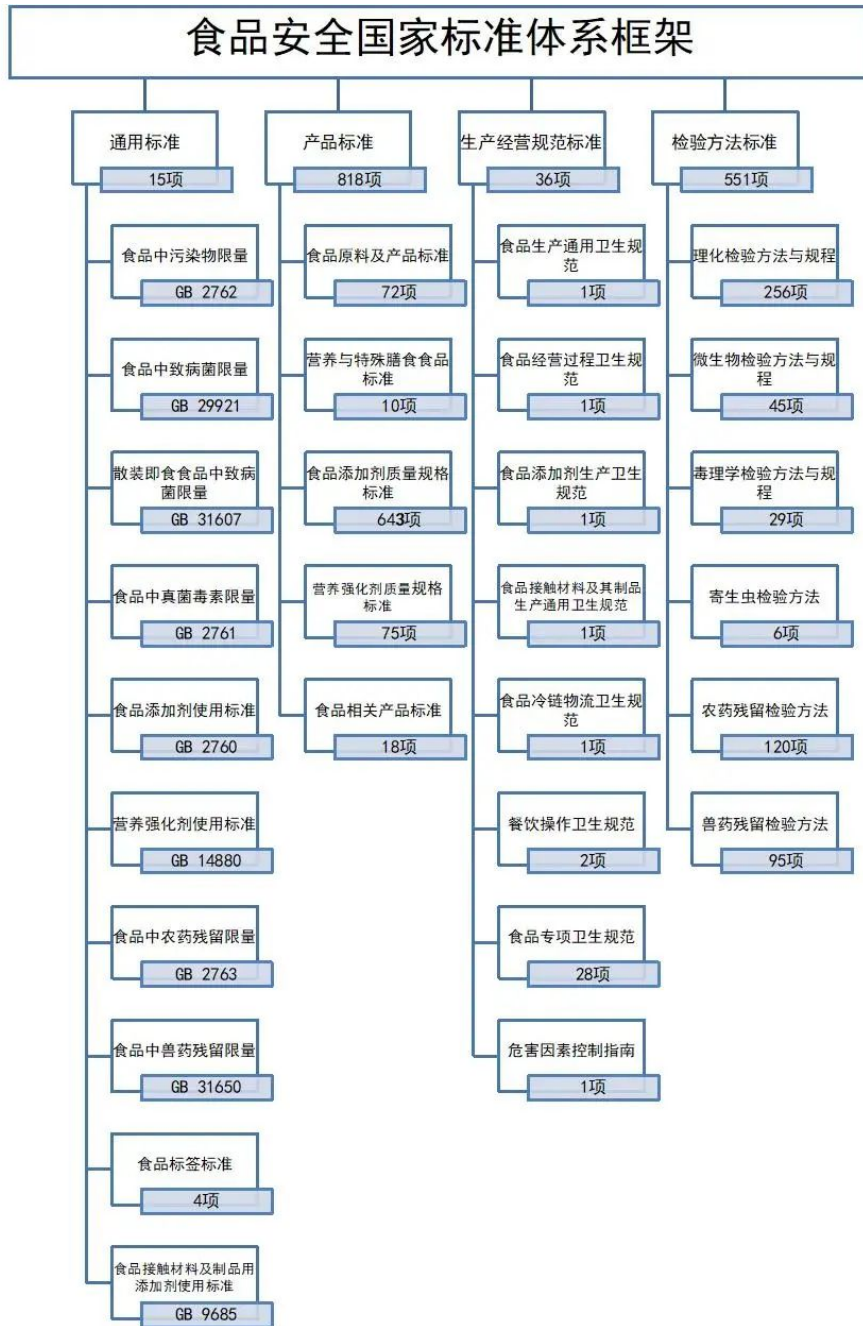 食品安全国家标准体系框架
通用标准
15项
食品中污染物限量
GB 2762
食品中致病菌限量
GB 29921
散装即食食品中致病
菌限量
GB 31607
食品中真菌毒素限量
GB 2761
食品添加剂使用标准
GB 2760
营养强化剂使用标准
GB 14880
食品中农药残留限量
GB 2763
食品中兽药残留限量
GB 31650
食品标签标准
4项
食品接触材料及制品用
添加剂使用标准
GB 9685
产品标准
818项
食品原料及产品标准
72项
营养与特殊膳食食品
标准
10项
食品添加剂质量规格
标准
643项
营养强化剂质量规格
标准
75项
食品相关产品标准
18项
生产经营规范标准
36项
食品生产通用卫生规
范
1项
食品经营过程卫生规
范
1项
食品添加剂生产卫生
规范
1项
食品接触材料及其制品
生产通用卫生规范
1项
食品冷链物流卫生规
范
1项
餐饮操作卫生规范
2项
食品专项卫生规范
28项
危害因素控制指南
1项
检验方法标准
551项
理化检验方法与规程
256项
微生物检验方法与规
程
45项
毒理学检验方法与规
程
29项
寄生虫检验方法
6项
农药残留检验方法
120项
兽药残留检验方法
95项